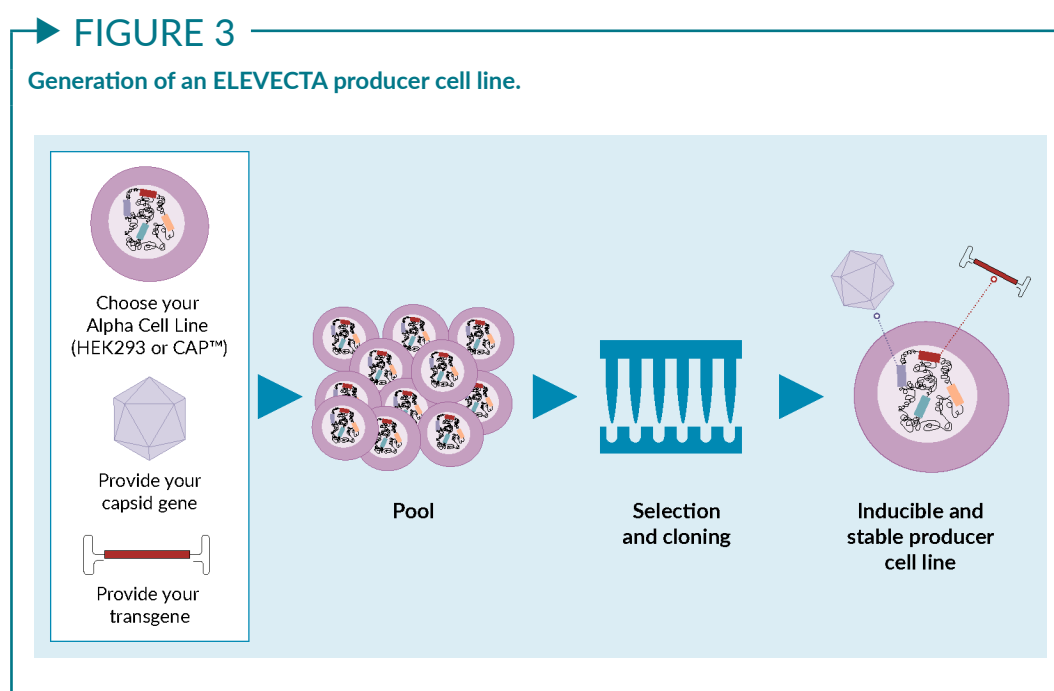 FIGURE 3
Generation of an ELEVECTA producer cell line.
Choose your
Alpha Cell Line
(HEK293 or CAP™)
Provide your
capsid gene
Provide your
transgene
Pool
Selection
and cloning
Inducible and
stable producer
cell line